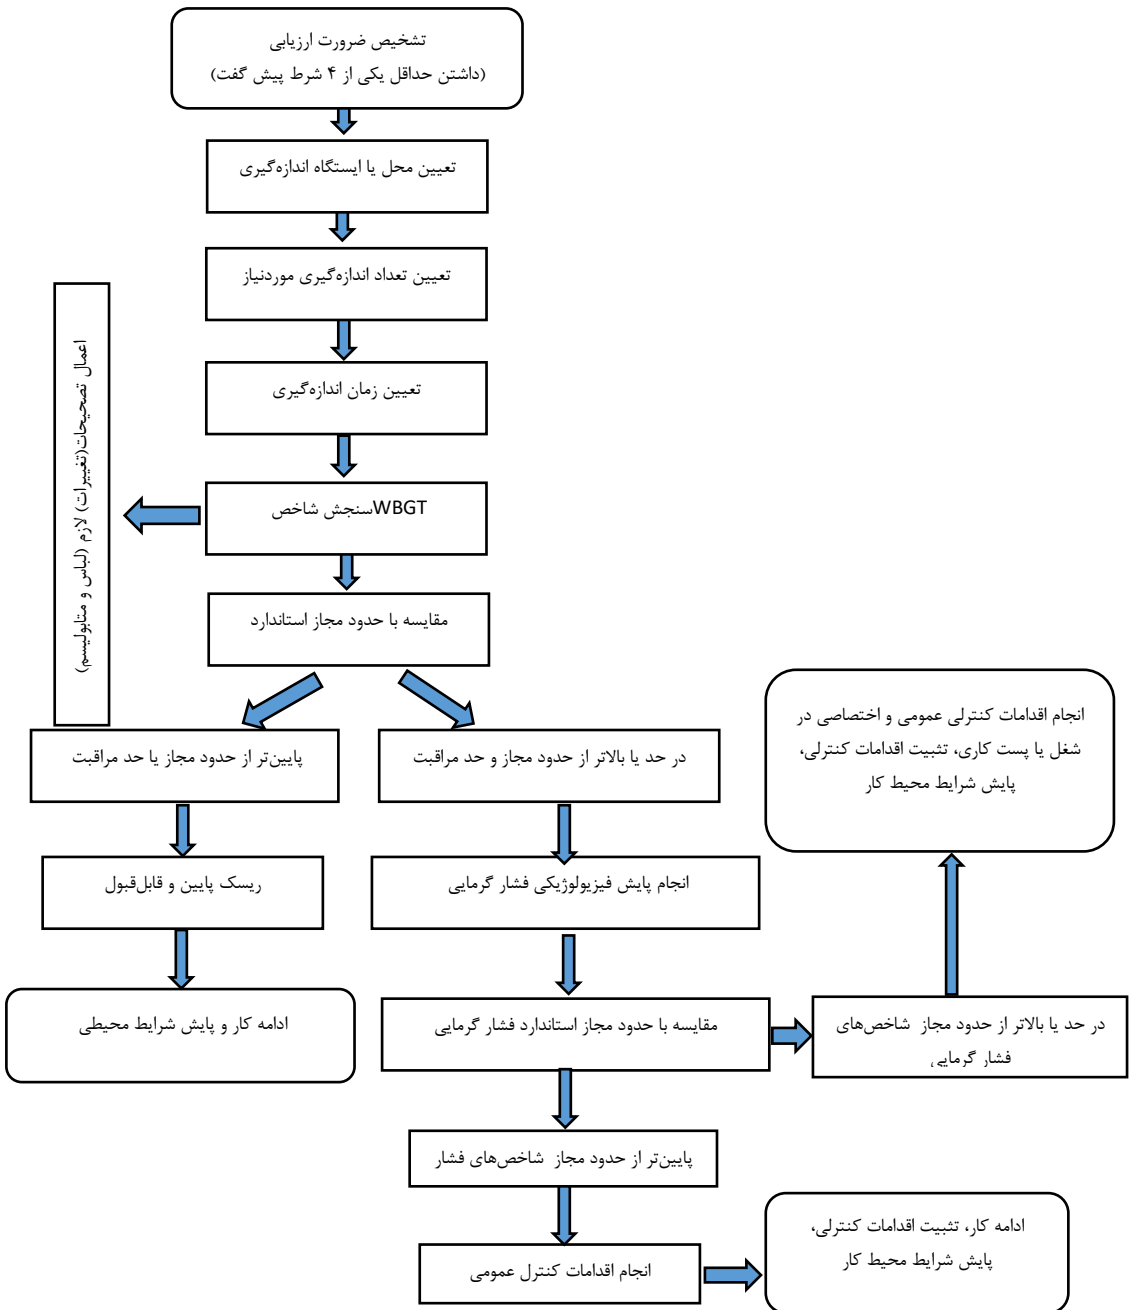 تشخیص ضرورت ارزیابی
(داشتن حداقل یکی از ۴ شرط پیش گفت)
تعیین محل یا ایستگاه اندازه‌گیری
تعیین تعداد اندازه‌گیری موردنیاز
تعیین زمان اندازه‌گیری
سنجش شاخصWBGT
اعمال تصحیحات(تغییرات) لازم (لباس و متابولیسم)
مقایسه با حدود مجاز استاندارد
در حد یا بالاتر از حدود مجاز و حد مراقبت
پایین‌تر از حدود مجاز یا حد مراقبت
انجام اقدامات کنترلی عمومی و اختصاصی در
شغل یا پست کاری، تثبیت اقدامات کنترلی،
پایش شرایط محیط کار
انجام پایش فیزیولوژیکی فشار گرمایی
ریسک پایین و قابل‌قبول
ادامه کار و پایش شرایط محیطی
مقایسه با حدود مجاز استاندارد فشار گرمایی
در حد یا بالاتر از حدود مجاز شاخص‌های
فشار گرمایی
پایین‌تر از حدود مجاز شاخص‌های فشار
انجام اقدامات کنترل عمومی
ادامه کار، تثبیت اقدامات کنترلی،
پایش شرایط محیط کار